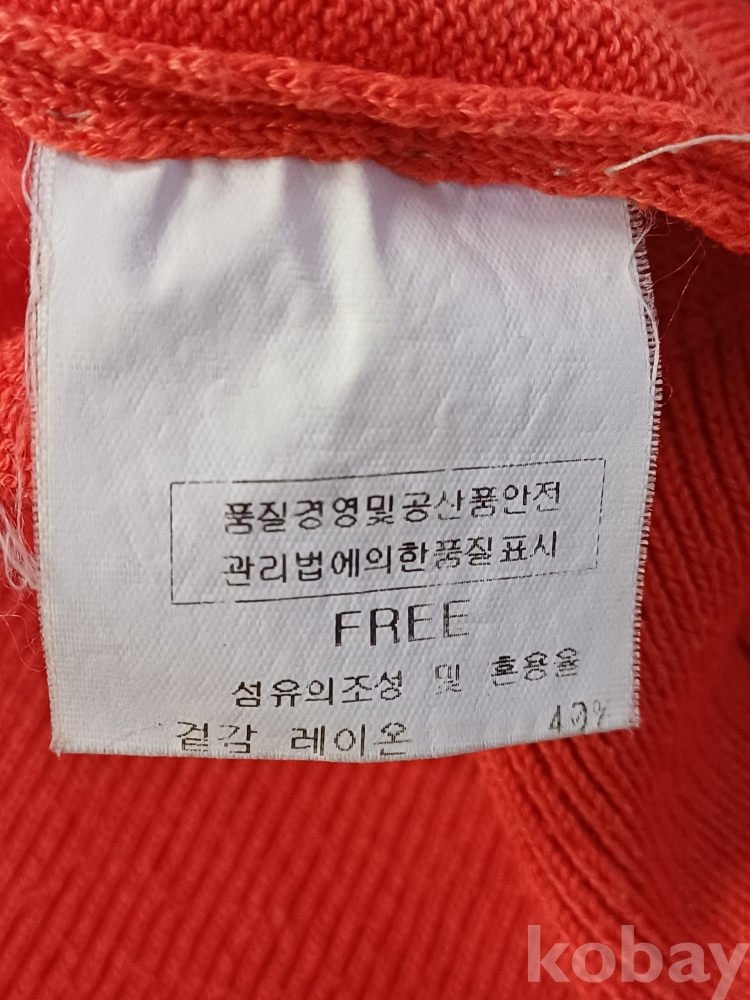 품질경영및공산품안전
관리법에의한품질표시
FREE
섬유의조성 및 혼용율
겉감 레이온
kobay